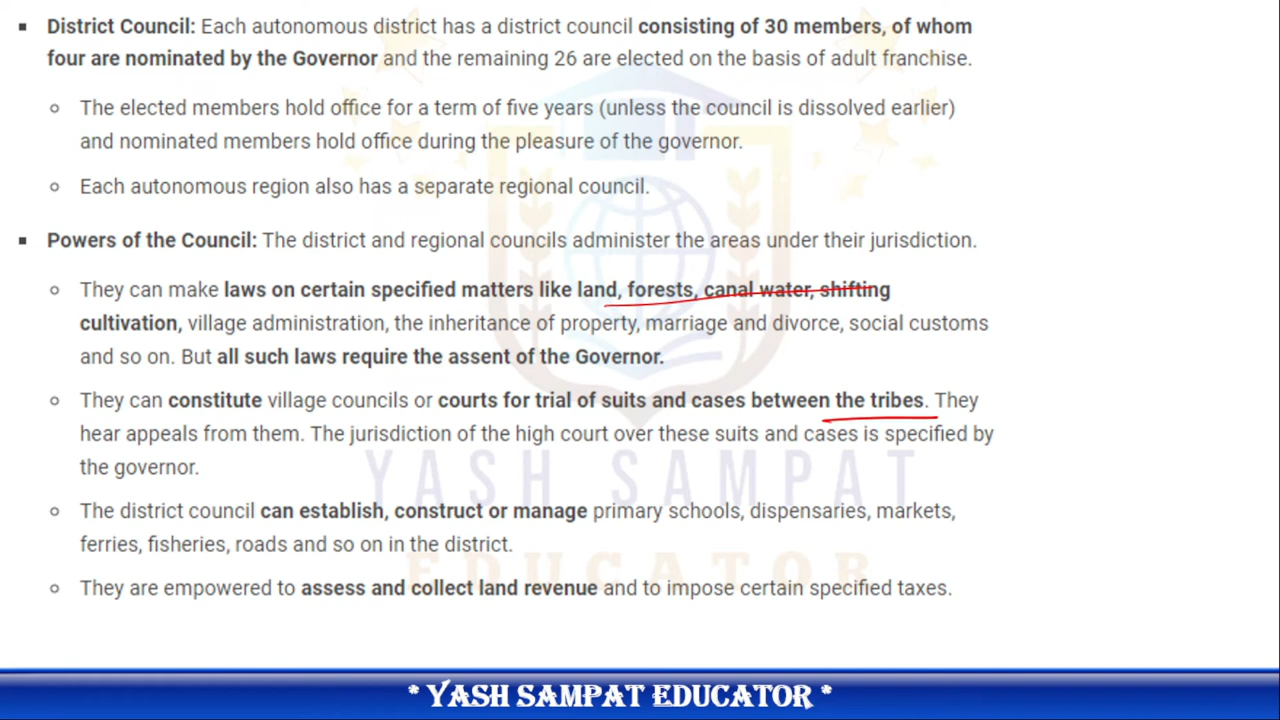 ▪ District Council: Each autonomous district has a district council consisting of 30 members, of whom
four are nominated by the Governor and the remaining 26 are elected on the basis of adult franchise.
○ The elected members hold office for a term of five years (unless the council is dissolved earlier)
and nominated members hold office during the pleasure of the governor.
○ Each autonomous region also has a separate regional council.
▪ Powers of the Council: The district and regional councils administer the areas under their jurisdiction.
○ They can make laws on certain specified matters like land, forests, canal water, shifting
cultivation, village administration, the inheritance of property, marriage and divorce, social customs
and so on. But all such laws require the assent of the Governor.
○ They can constitute village councils or courts for trial of suits and cases between the tribes. They
hear appeals from them. The jurisdiction of the high court over these suits and cases is specified by
the governor.
YASH SAMPAT
○ The district council can establish, construct or manage primary schools, dispensaries, markets,
ferries, fisheries, roads and so on in the district.
EDUCATOR
○ They are empowered to assess and collect land revenue and to impose certain specified taxes.
* YASH SAMPAT EDUCATOR *